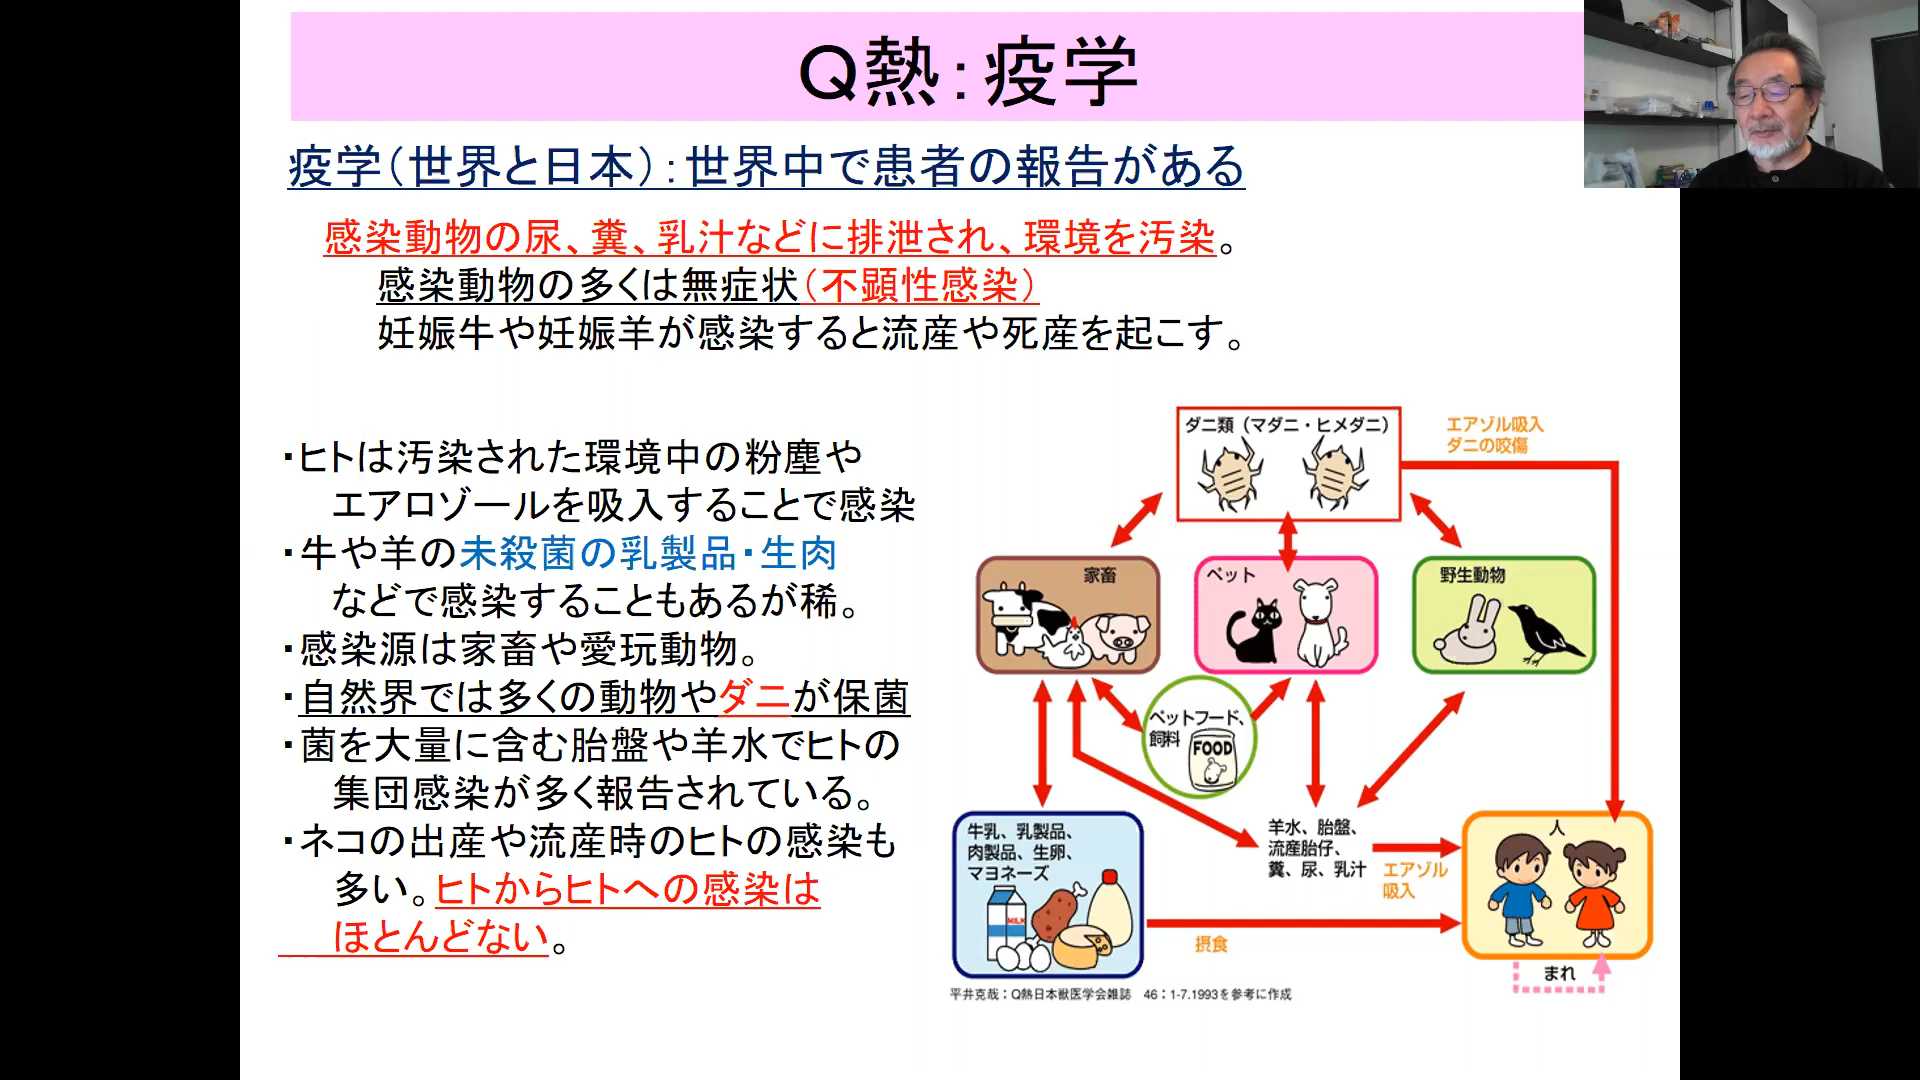 Q熱：疫学
疫学（世界と日本）：世界中で患者の報告がある
感染動物の尿、糞、乳汁などに排泄され、環境を汚染。
感染動物の多くは無症状（不顕性感染）
妊娠牛や妊娠羊が感染すると流産や死産を起こす。
・ヒトは汚染された環境中の粉塵や
エアロゾールを吸入することで感染
・牛や羊の未殺菌の乳製品・生肉
などで感染することもあるが稀。
・感染源は家畜や愛玩動物。
・自然界では多くの動物やダニが保菌
・菌を大量に含む胎盤や羊水でヒトの
集団感染が多く報告されている。
・ネコの出産や流産時のヒトの感染も
多い。ヒトからヒトへの感染は
ほとんどない。
ダニ類（マダニ・ヒメダニ）
エアゾル吸入
ダニの咬傷
家畜
ペット
野生動物
ペットフード、
飼料
FOOD
牛乳、乳製品、
肉製品、生卵、
マヨネーズ
MILK
羊水、胎盤、
流産胎仔、
糞、尿、乳汁
エアゾル
吸入
人
摂食
まれ
平井克哉：Q熱日本獣医学会雑誌 46：1-7.1993を参考に作成